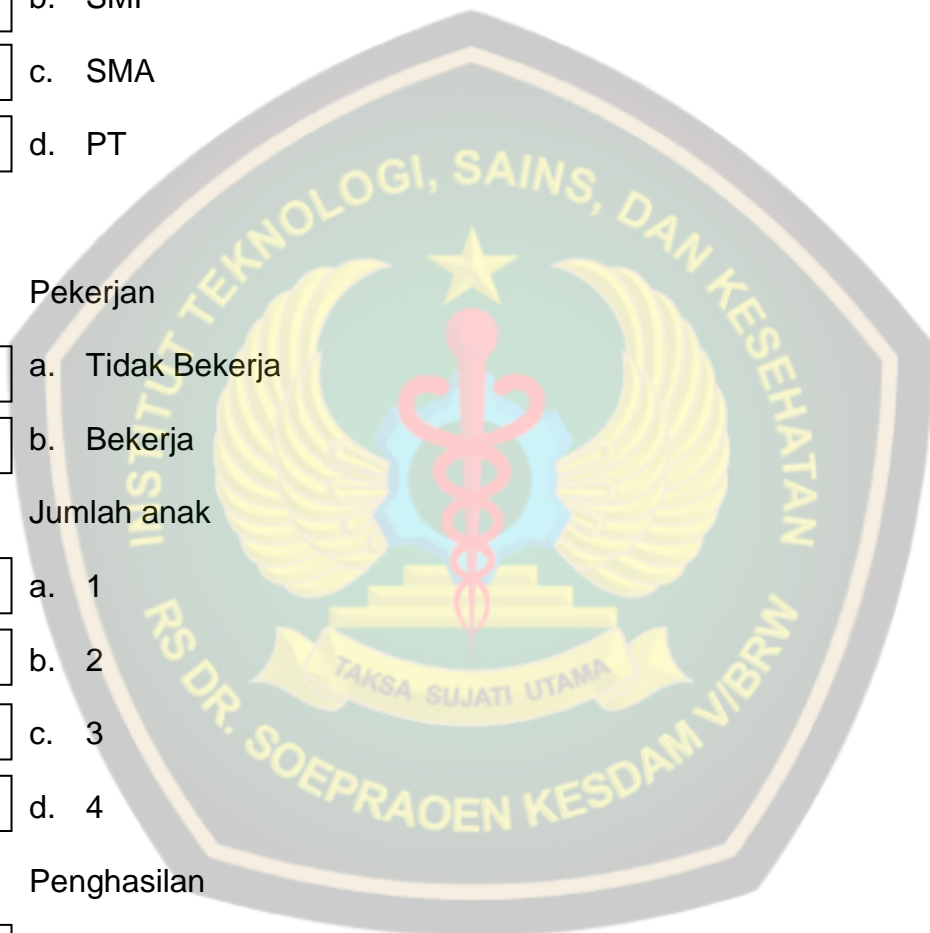 b. SMP
c. SMA
d. PT
Pekerjan
a. Tidak Bekerja
b. Bekerja
Jumlah anak
a. 1
b. 2
c. 3
d. 4
Penghasilan
INSTITUT TEKNOLOGI, SAINS, DAN KESEHATAN
TAKSA SUJATI UTAMA
RS DR. SOEPRAOEN KESDAM V/BRW